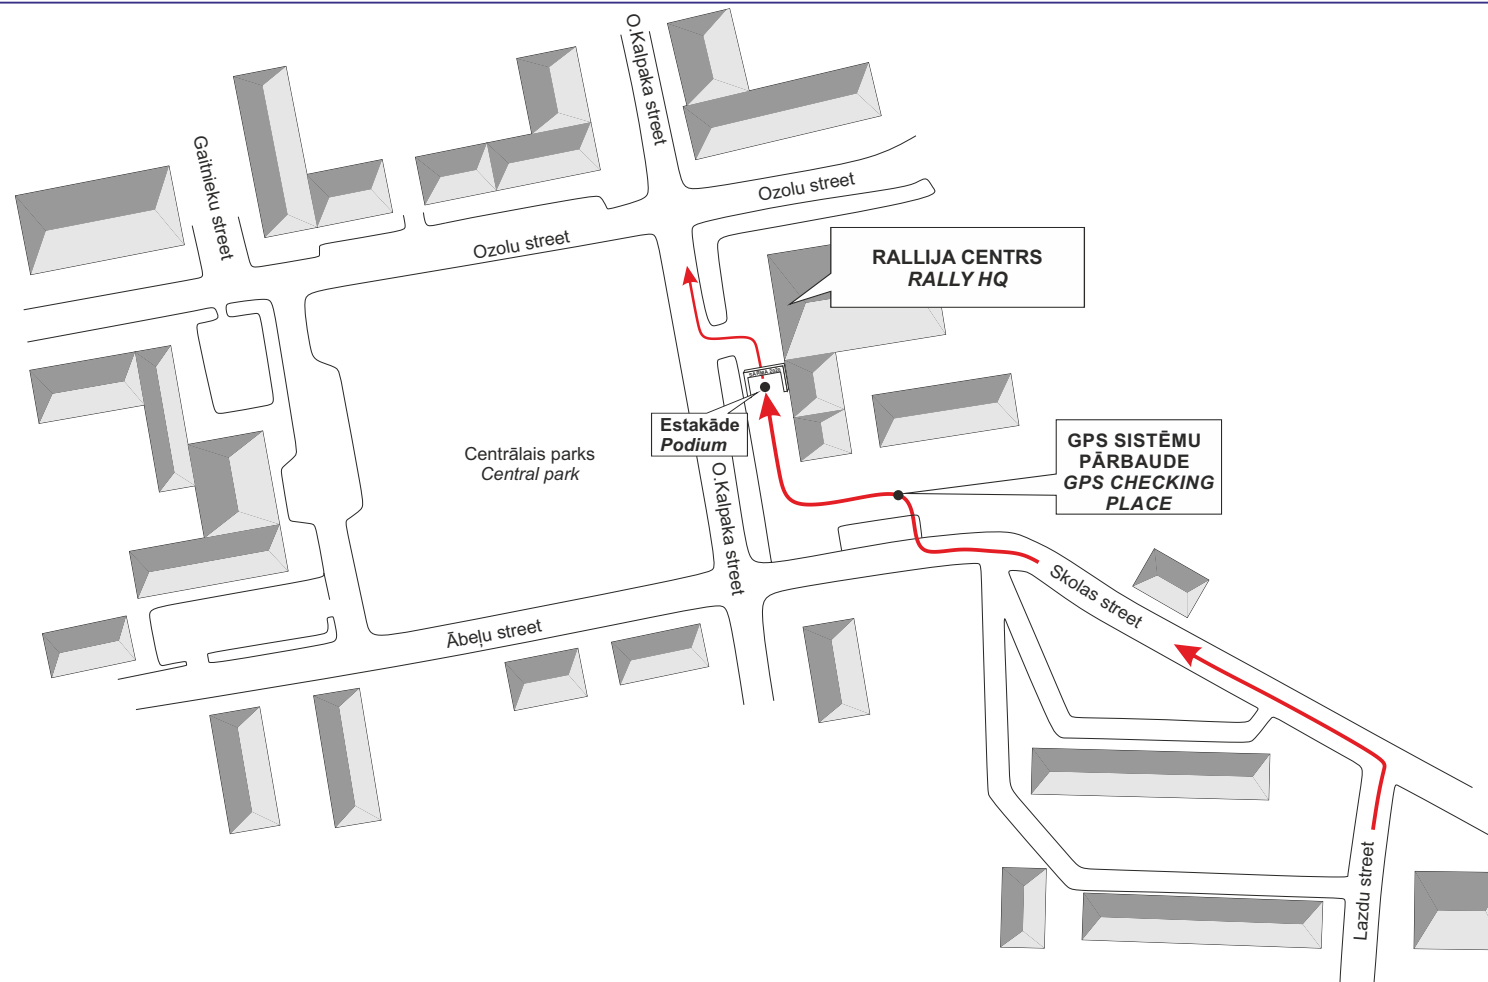 O.Kalpaka street
Gaitnieku street
Ozolu street
Ozolu street
RALLIJA CENTRS
RALLY HQ
Estakāde
Podium
Centrālais parks
Central park
GPS SISTĒMU
PĀRBAUDE
GPS CHECKING
PLACE
O.Kalpaka street
Skolas street
Ābeļu street
Lazdu street